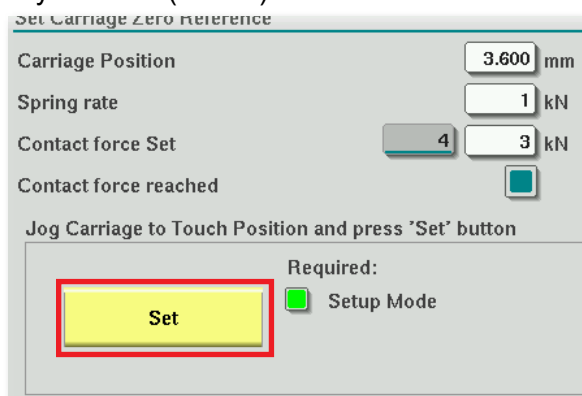 Set Carriage Zero Reference
Carriage Position 3.600 mm
Spring rate 1 kN
Contact force Set 4 3 kN
Contact force reached
Jog Carriage to Touch Position and press 'Set' button
Required:
Set Setup Mode